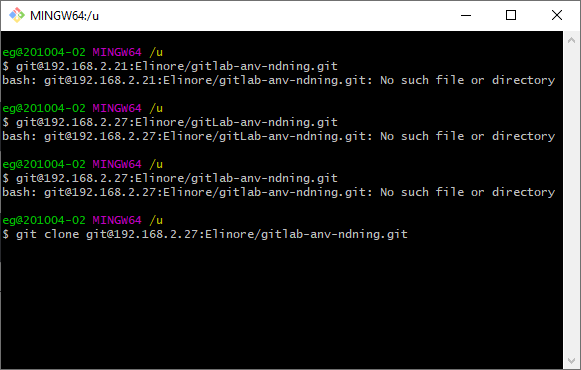 MINGW64:/u
eg@201004-02 MINGW64 /u
$ git@192.168.2.21:Elinore/gitlab-anv-ndning.git
bash: git@192.168.2.21:Elinore/gitlab-anv-ndning.git: No such file or directory
eg@201004-02 MINGW64 /u
$ git@192.168.2.27:Elinore/gitLab-anv-ndning.git
bash: git@192.168.2.27:Elinore/gitLab-anv-ndning.git: No such file or directory
eg@201004-02 MINGW64 /u
$ git@192.168.2.27:Elinore/gitlab-anv-ndning.git
bash: git@192.168.2.27:Elinore/gitlab-anv-ndning.git: No such file or directory
eg@201004-02 MINGW64 /u
$ git clone git@192.168.2.27:Elinore/gitlab-anv-ndning.git